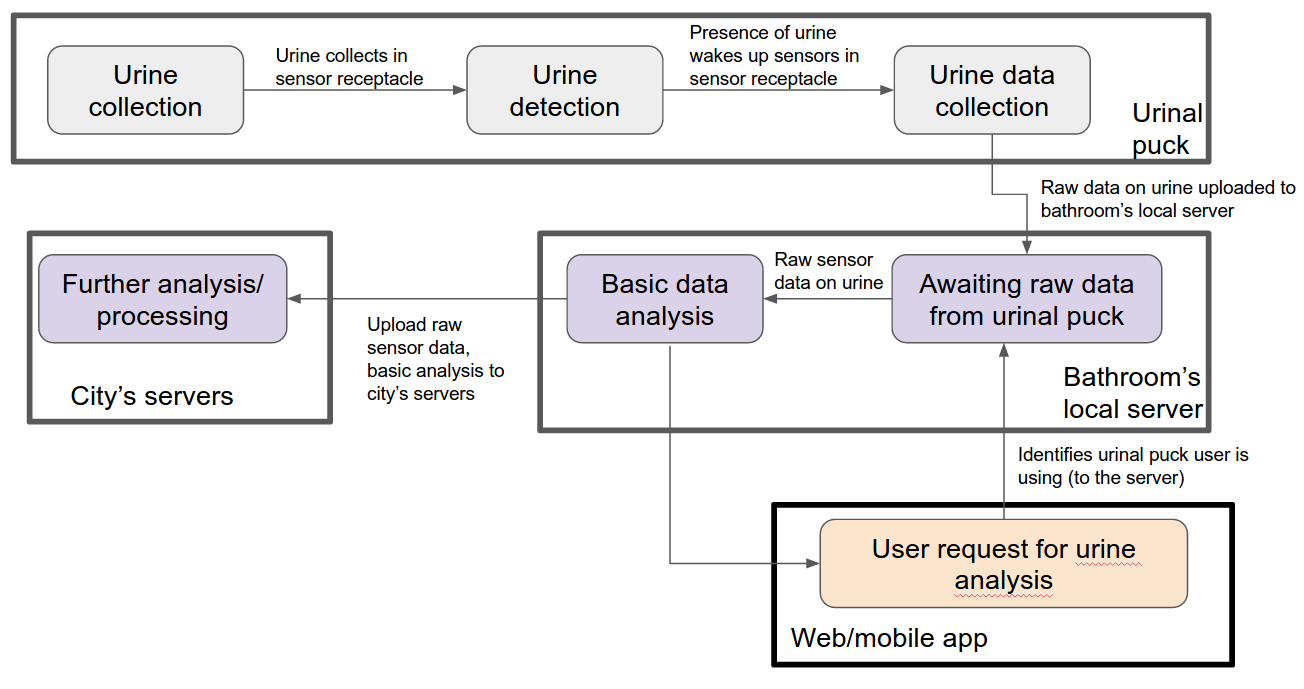 Urine
collection
Urine collects in
sensor receptacle
Urine
detection
Presence of urine
wakes up sensors in
sensor receptacle
Urine data
collection
Urinal
puck
Raw data on urine uploaded to
bathroom’s local server
Further analysis/
processing
City’s servers
Upload raw
sensor data,
basic analysis to
city’s servers
Basic data
analysis
Raw sensor
data on urine
Awaiting raw data
from urinal puck
Bathroom’s
local server
Identifies urinal puck user is
using (to the server)
User request for urine
analysis
Web/mobile app